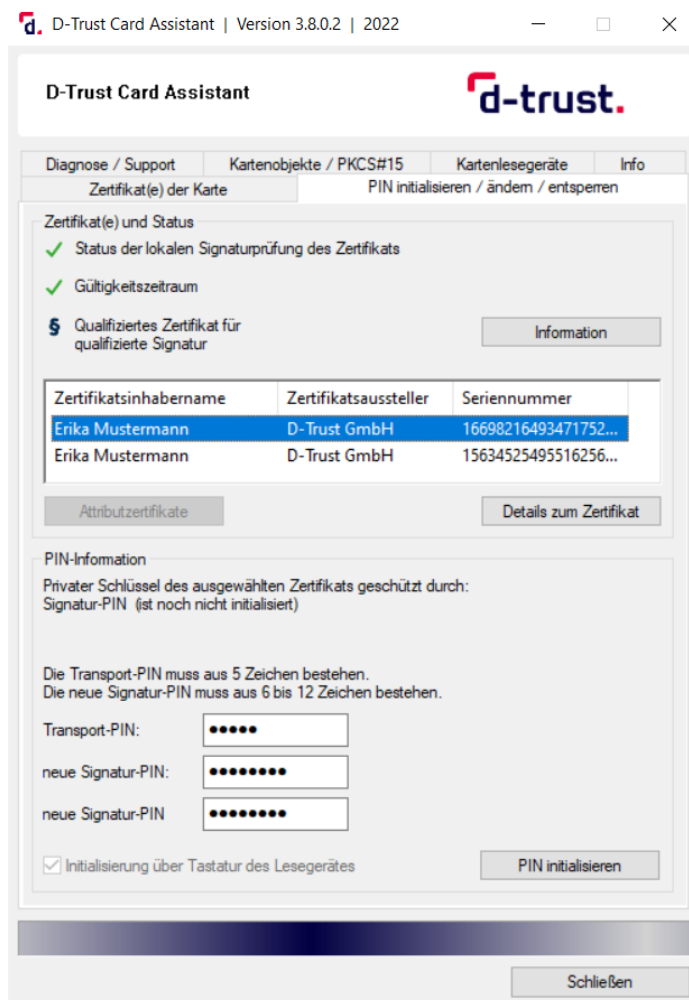 d. D-Trust Card Assistant | Version 3.8.0.2 | 2022
D-Trust Card Assistant
d-trust.
Diagnose / Support Kartenobjekte / PKCS#15 Kartenlesegeräte Info
Zertifikat(e) der Karte PIN initialisieren / ändern / entsperren
Zertifikat(e) und Status
Status der lokalen Signaturprüfung des Zertifikats
Gültigkeitszeitraum
§ Qualifiziertes Zertifikat für
qualifizierte Signatur
Information
Zertifikatsinhabername Zertifikatsaussteller Seriennummer
Erika Mustermann D-Trust GmbH 16698216493471752...
Erika Mustermann D-Trust GmbH 15634525495516256...
Attributzertifikate Details zum Zertifikat
PIN-Information
Privater Schlüssel des ausgewählten Zertifikats geschützt durch:
Signatur-PIN (ist noch nicht initialisiert)
Die Transport-PIN muss aus 5 Zeichen bestehen.
Die neue Signatur-PIN muss aus 6 bis 12 Zeichen bestehen.
Transport-PIN: •••••
neue Signatur-PIN: ••••••••
neue Signatur-PIN ••••••••
Initialisierung über Tastatur des Lesegerätes PIN initialisieren
Schließen